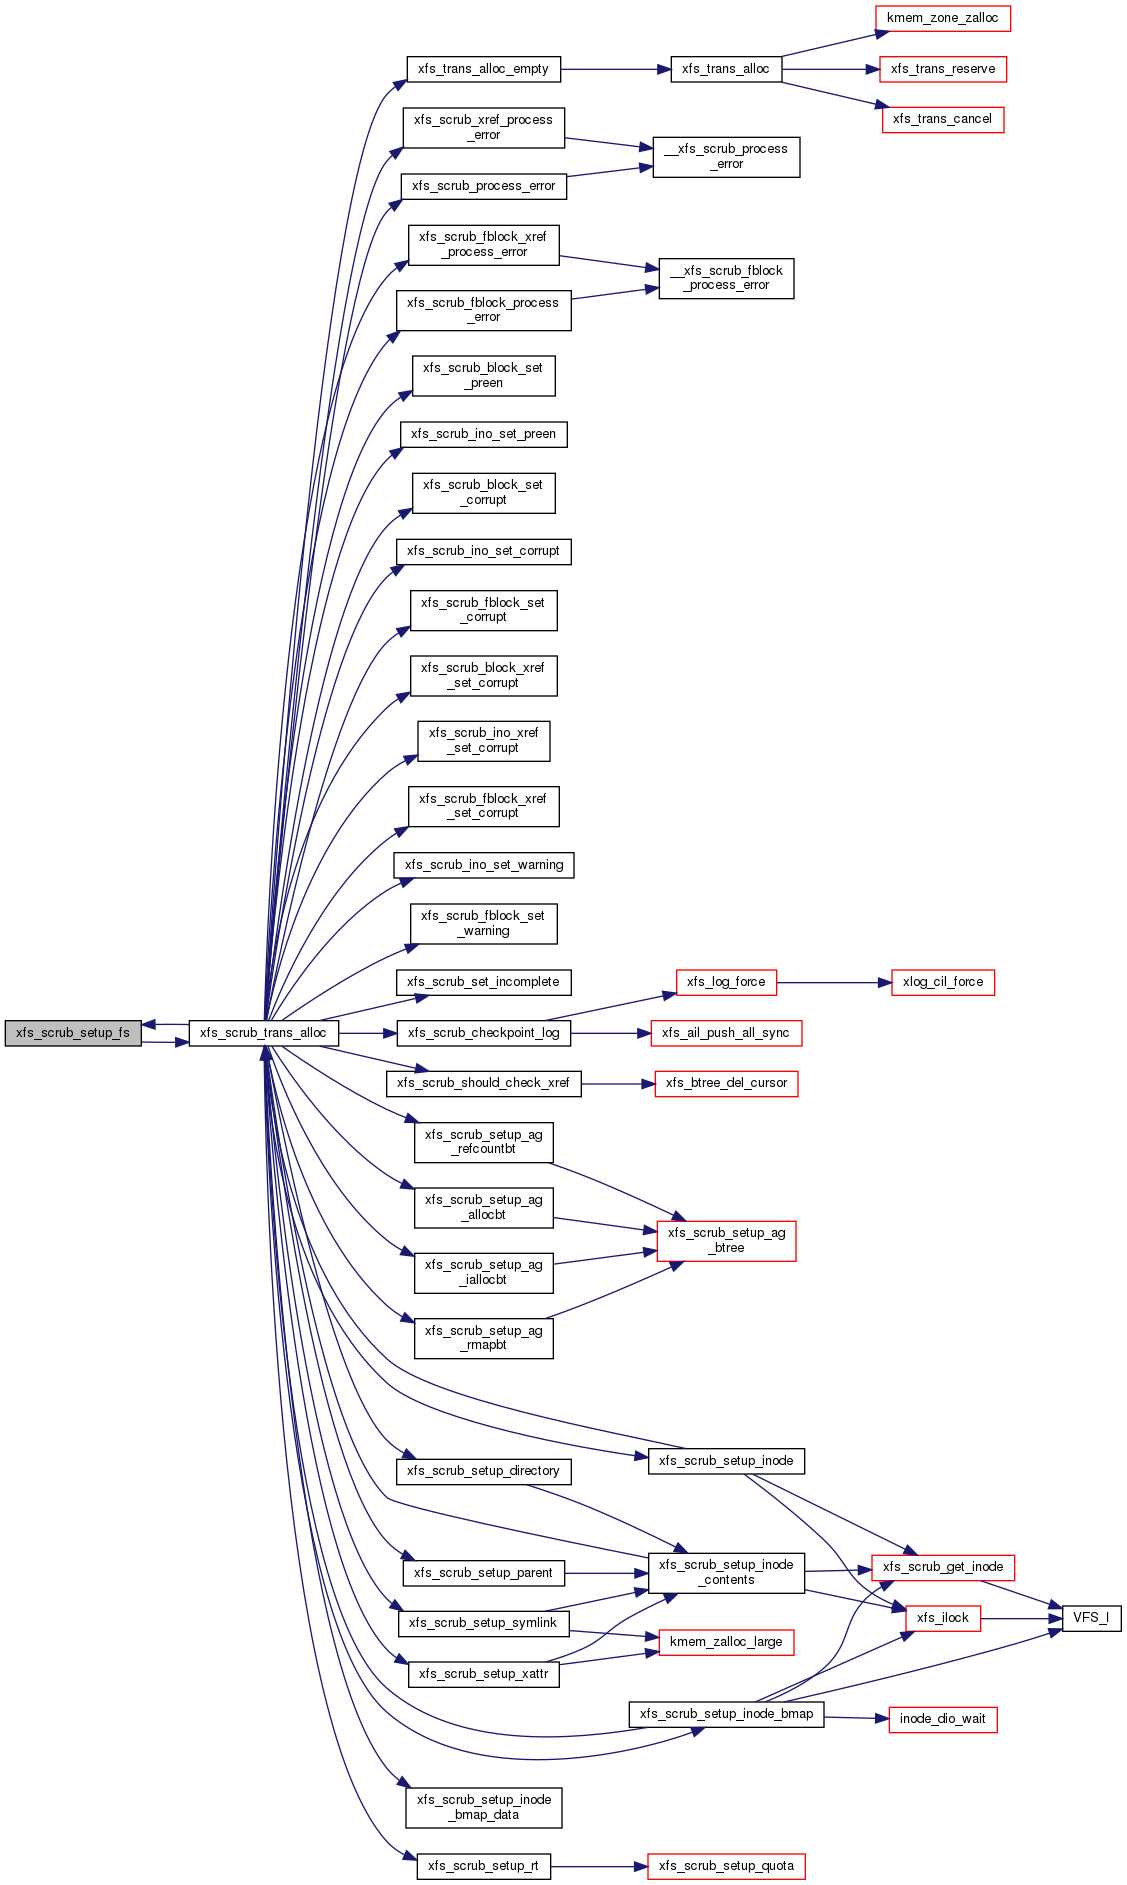 kmem_zone_zalloc
xfs_trans_alloc_empty
xfs_trans_alloc
xfs_trans_reserve
xfs_trans_cancel
xfs_scrub_xref_process
_error
__xfs_scrub_process
_error
xfs_scrub_process_error
xfs_scrub_fblock_xref
_process_error
__xfs_scrub_fblock
_process_error
xfs_scrub_fblock_process
_error
xfs_scrub_block_set
_preen
xfs_scrub_ino_set_preen
xfs_scrub_block_set
_corrupt
xfs_scrub_ino_set_corrupt
xfs_scrub_fblock_set
_corrupt
xfs_scrub_block_xref
_set_corrupt
xfs_scrub_ino_xref
_set_corrupt
xfs_scrub_fblock_xref
_set_corrupt
xfs_scrub_ino_set_warning
xfs_scrub_fblock_set
_warning
xfs_scrub_set_incomplete
xfs_log_force
xlog_cil_force
xfs_scrub_setup_fs
xfs_scrub_trans_alloc
xfs_scrub_checkpoint_log
xfs_ail_push_all_sync
xfs_scrub_should_check_xref
xfs_btree_del_cursor
xfs_scrub_setup_ag
_refcountbt
xfs_scrub_setup_ag
_allocbt
xfs_scrub_setup_ag
_btree
xfs_scrub_setup_ag
_iallocbt
xfs_scrub_setup_ag
_rmapbt
xfs_scrub_setup_inode
xfs_scrub_setup_directory
xfs_scrub_setup_inode
_contents
xfs_scrub_get_inode
xfs_scrub_setup_parent
xfs_scrub_setup_symlink
xfs_ilock
VFS_I
kmem_zalloc_large
xfs_scrub_setup_xattr
xfs_scrub_setup_inode_bmap
inode_dio_wait
xfs_scrub_setup_inode
_bmap_data
xfs_scrub_setup_rt
xfs_scrub_setup_quota